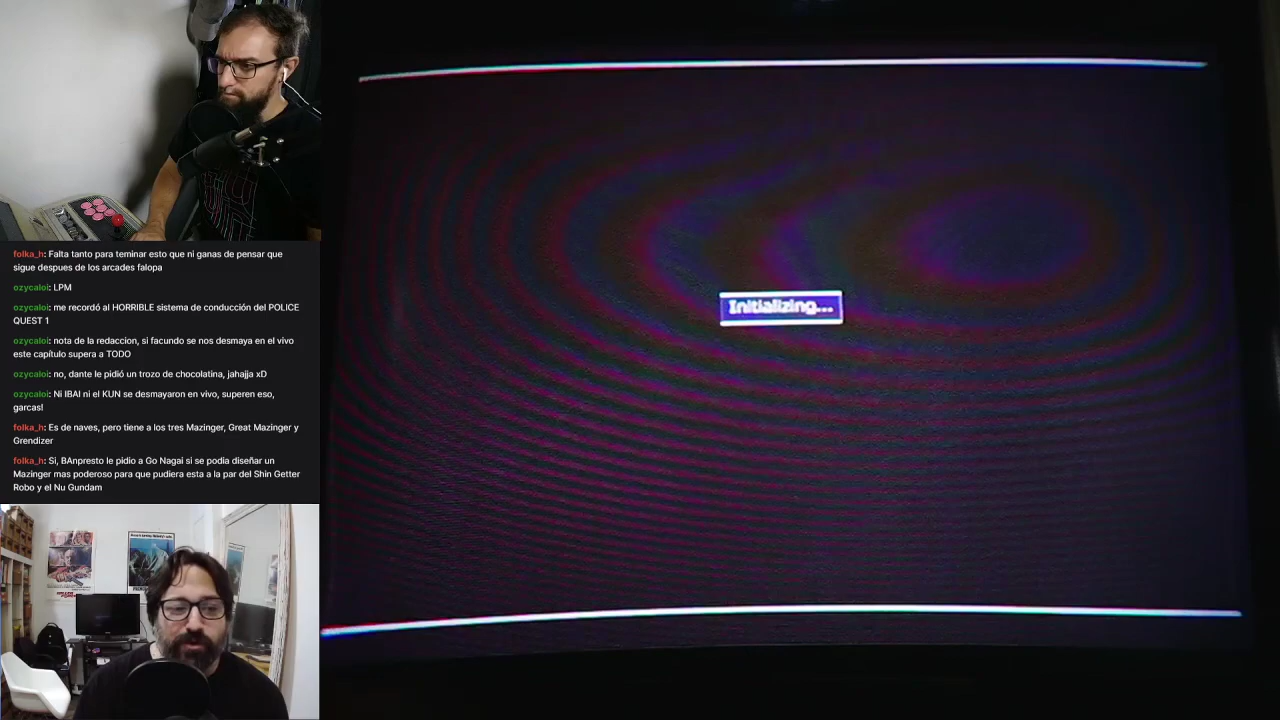 folka_h: Falta tanto para teminar esto que ni ganas de pensar que
sigue despues de los arcades falopa
ozycaloi: LPM
ozycaloi: me recordó al HORRIBLE sistema de conducción del POLICE
QUEST 1
ozycaloi: nota de la redaccion, si facundo se nos desmaya en el vivo
este capítulo supera a TODO
ozycaloi: no, dante le pidió un trozo de chocolatina, jahajja xD
ozycaloi: Ni IBAI ni el KUN se desmayaron en vivo, superen eso,
garcas!
folka_h: Es de naves, pero tiene a los tres Mazinger, Great Mazinger y
Grendizer
folka_h: Si, BAnpresto le pidio a Go Nagai si se podia diseñar un
Mazinger mas poderoso para que pudiera esta a la par del Shin Getter
Robo y el Nu Gundam
Initializing...